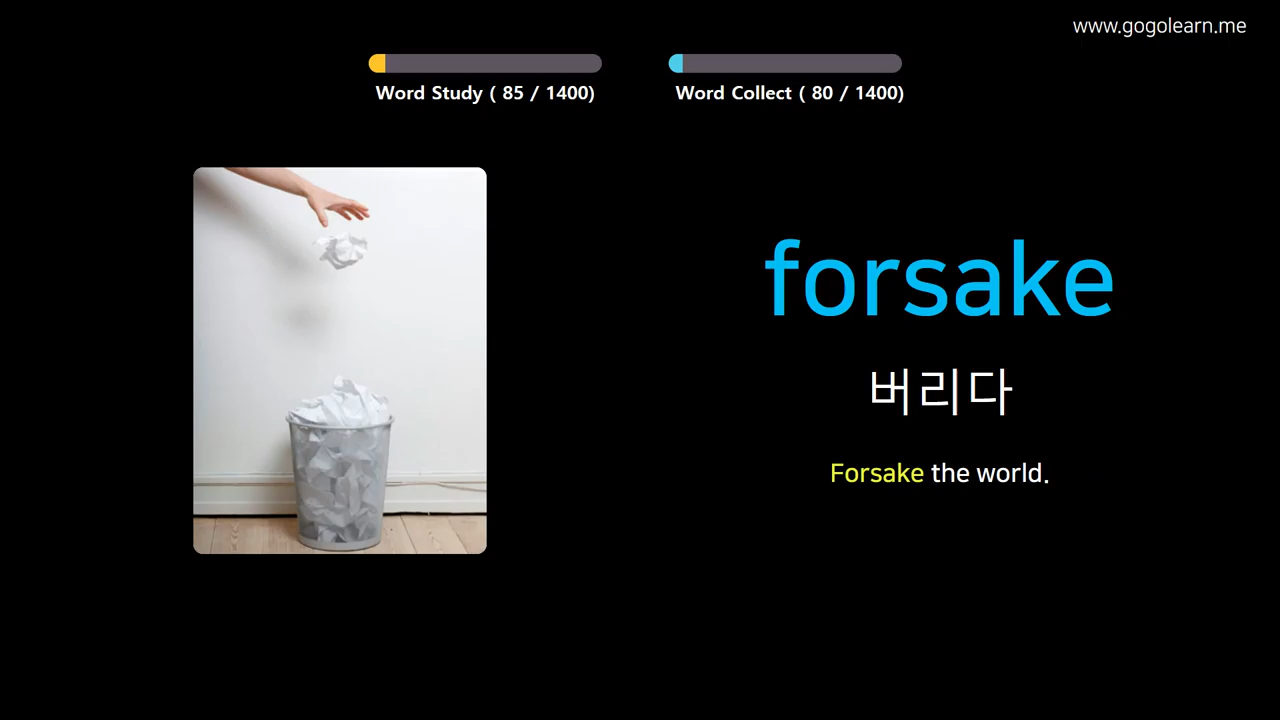 www.gogolearn.me
Word Study ( 85 / 1400)
Word Collect ( 80 / 1400)
forsake
버리다
Forsake the world.